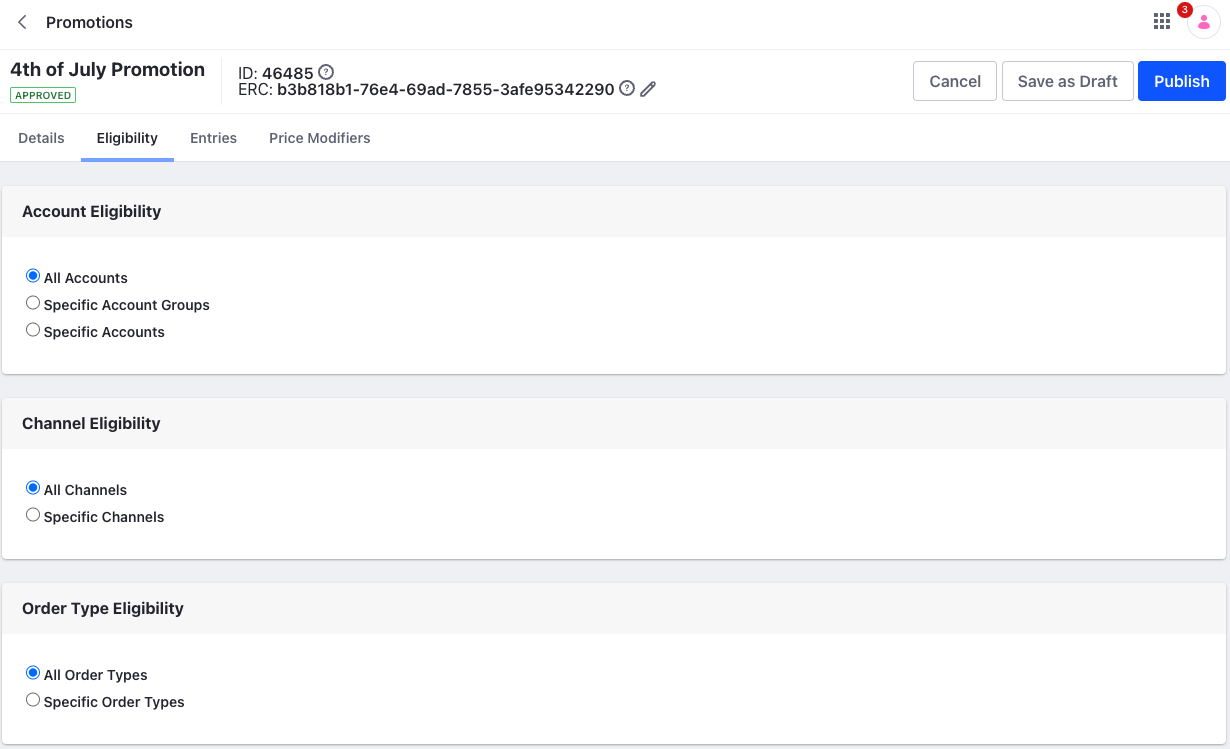 Promotions
3
4th of July Promotion
APPROVED
ID: 46485
ERC: b3b818b1-76e4-69ad-7855-3afe95342290
Cancel
Save as Draft
Publish
Details
Eligibility
Entries
Price Modifiers
Account Eligibility
All Accounts
Specific Account Groups
Specific Accounts
Channel Eligibility
All Channels
Specific Channels
Order Type Eligibility
All Order Types
Specific Order Types